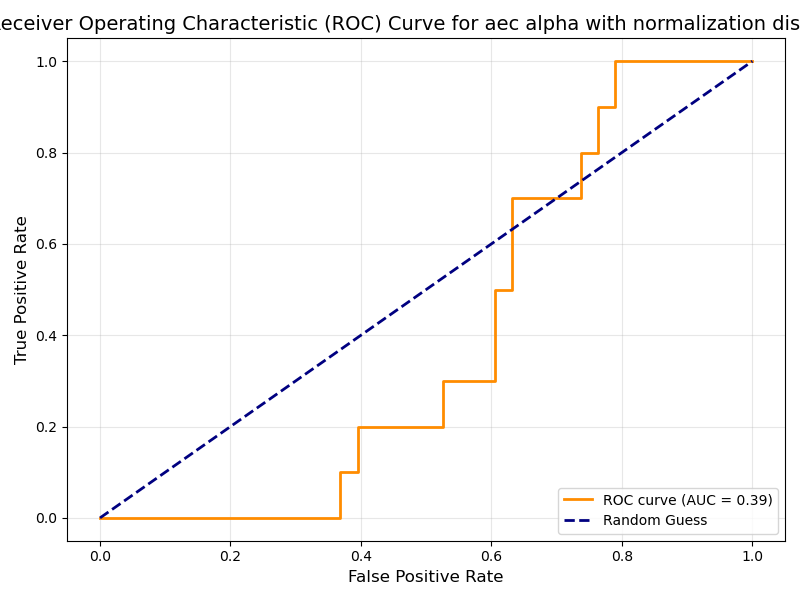 eceiver Operating Characteristic (ROC) Curve for aec alpha with normalization dis
1.0
0.8
0.6
0.4
0.2
0.0
True Positive Rate
0.0 0.2 0.4 0.6 0.8 1.0
False Positive Rate
ROC curve (AUC = 0.39)
Random Guess